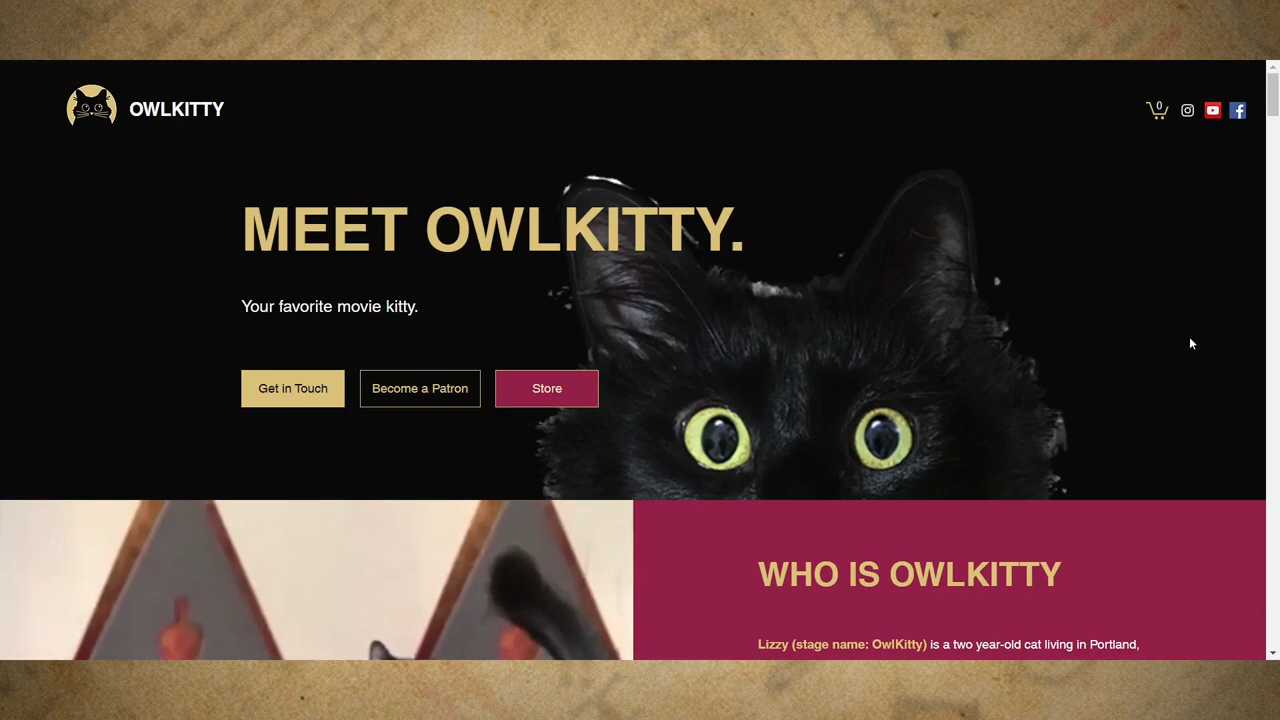 OWLKITTY
0
MEET OWLKITTY.
Your favorite movie kitty.
Get in Touch
Become a Patron
Store
WHO IS OWLKITTY
Lizzy (stage name: OwlKitty) is a two year-old cat living in Portland,